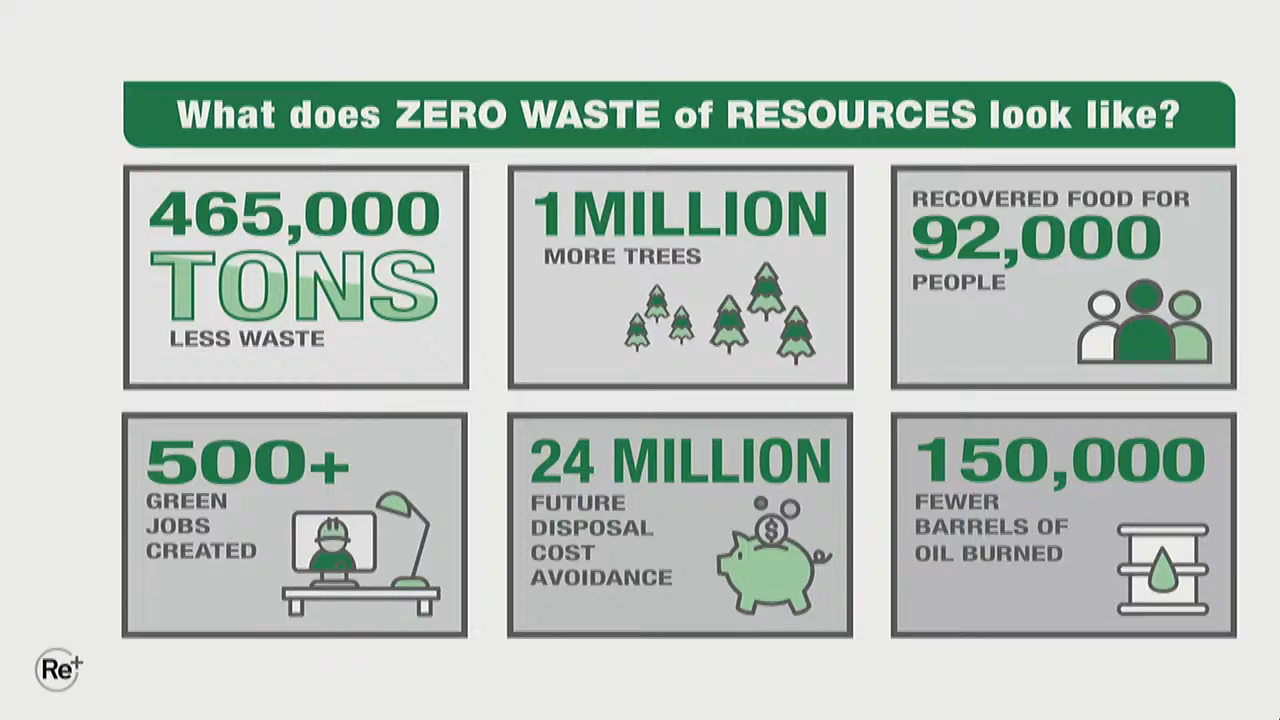 What does ZERO WASTE of RESOURCES look like?
465,000
TONS
LESS WASTE
1 MILLION
MORE TREES
RECOVERED FOOD FOR
92,000
PEOPLE
500+
GREEN
JOBS
CREATED
24 MILLION
FUTURE
DISPOSAL
COST
AVOIDANCE
$
150,000
FEWER
BARRELS OF
OIL BURNED
Re+